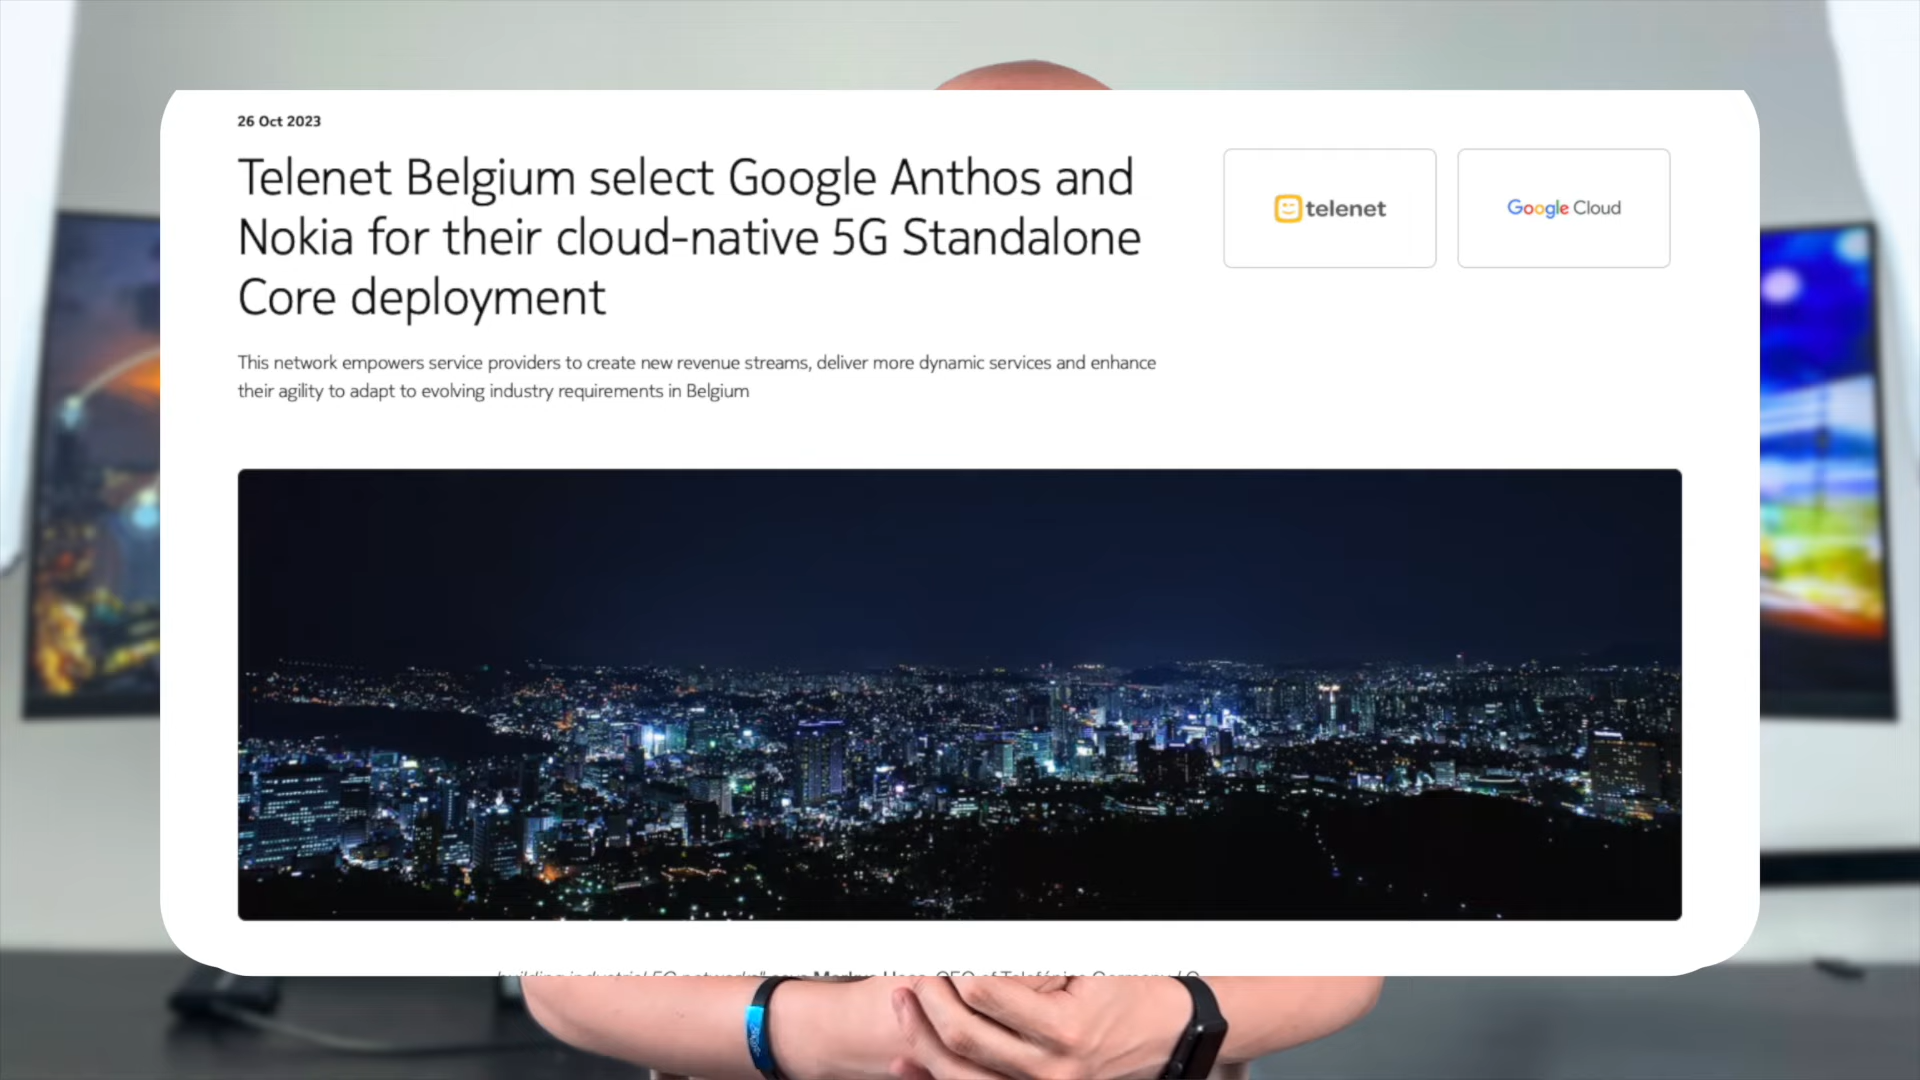 26 Oct 2023
Telenet Belgium select Google Anthos and
Nokia for their cloud-native 5G Standalone
Core deployment
telenet
Google Cloud
This network empowers service providers to create new revenue streams, deliver more dynamic services and enhance
their agility to adapt to evolving industry requirements in Belgium